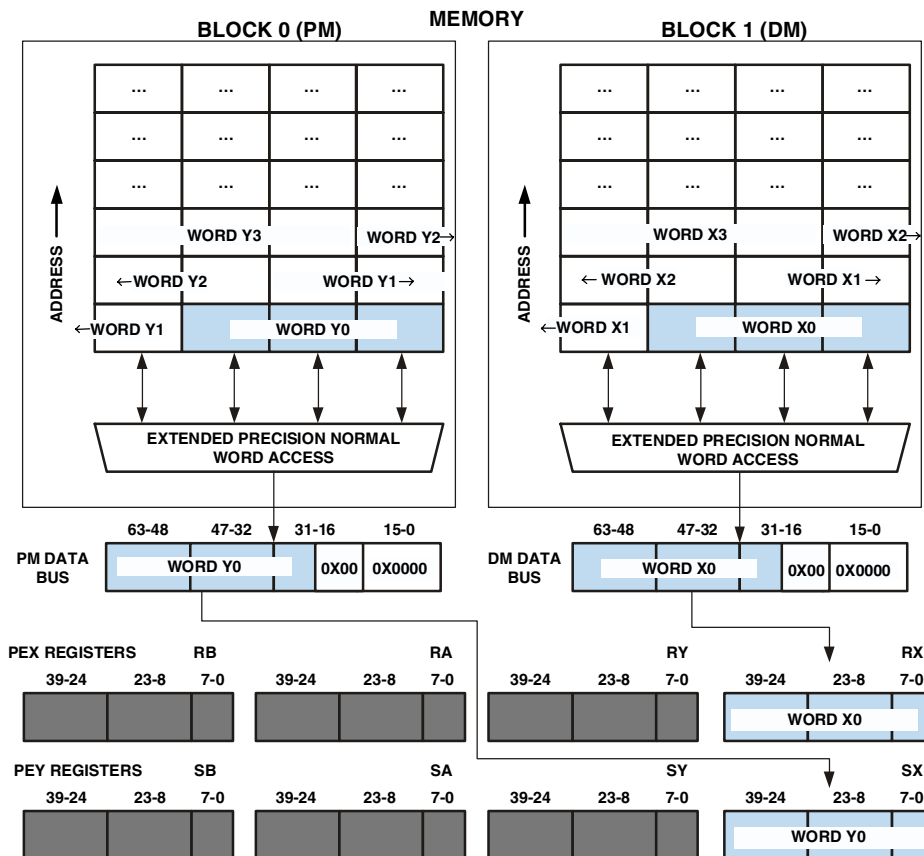 MEMORY
BLOCK 0 (PM) BLOCK 1 (DM)
... ... ... ... ... ... ... ...
... ... ... ... ... ... ... ...
... ... ... ... ... ... ... ...
ADDRESS
WORD Y3 WORD Y2→
←WORD Y2 WORD Y1→
←WORD Y1 WORD Y0
ADDRESS
WORD X3 WORD X2→
←WORD X2 WORD X1→
←WORD X1 WORD X0
EXTENDED PRECISION NORMAL
WORD ACCESS
EXTENDED PRECISION NORMAL
WORD ACCESS
63-48 47-32 31-16 15-0
PM DATA
BUS
WORD Y0 0X00 0X0000
63-48 47-32 31-16 15-0
DM DATA
BUS
WORD X0 0X00 0X0000
PEX REGISTERS RB RA RY RX
39-24 23-8 7-0 39-24 23-8 7-0 39-24 23-8 7-0 39-24 23-8 7-0
WORD X0
PEY REGISTERS SB SA SY SX
39-24 23-8 7-0 39-24 23-8 7-0 39-24 23-8 7-0 39-24 23-8 7-0
WORD Y0